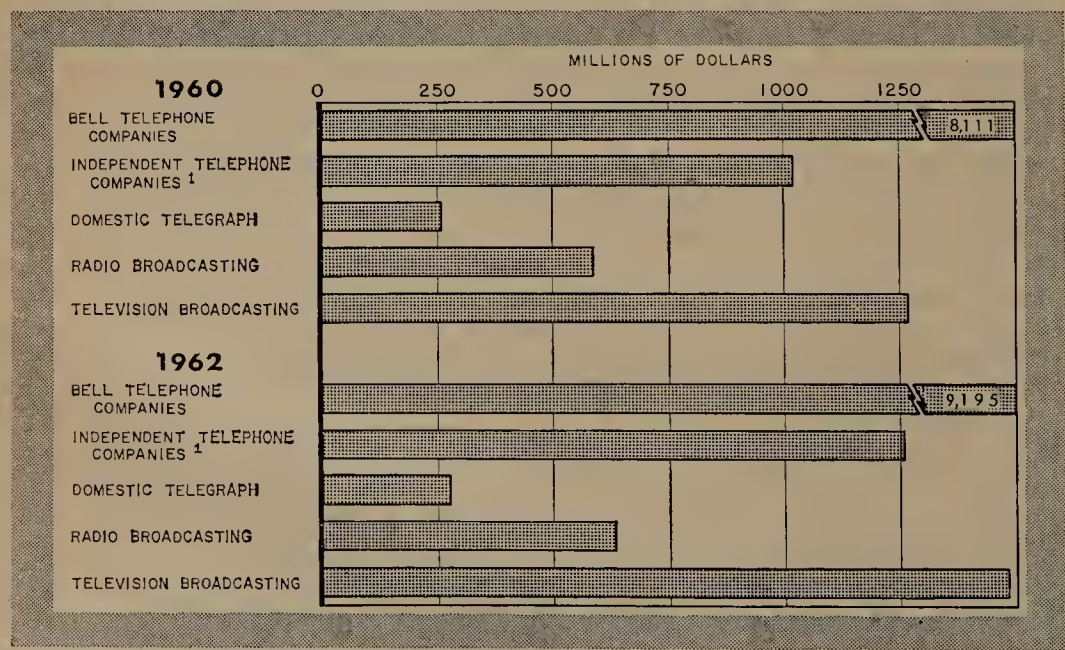 MILLIONS OF DOLLARS
1960 0 250 500 750 1000 1250
BELL TELEPHONE
COMPANIES
8,111
INDEPENDENT TELEPHONE
COMPANIES 1
DOMESTIC TELEGRAPH
RADIO BROADCASTING
TELEVISION BROADCASTING
1962
BELL TELEPHONE
COMPANIES
9,195
INDEPENDENT TELEPHONE
COMPANIES 1
DOMESTIC TELEGRAPH
RADIO BROADCASTING
TELEVISION BROADCASTING